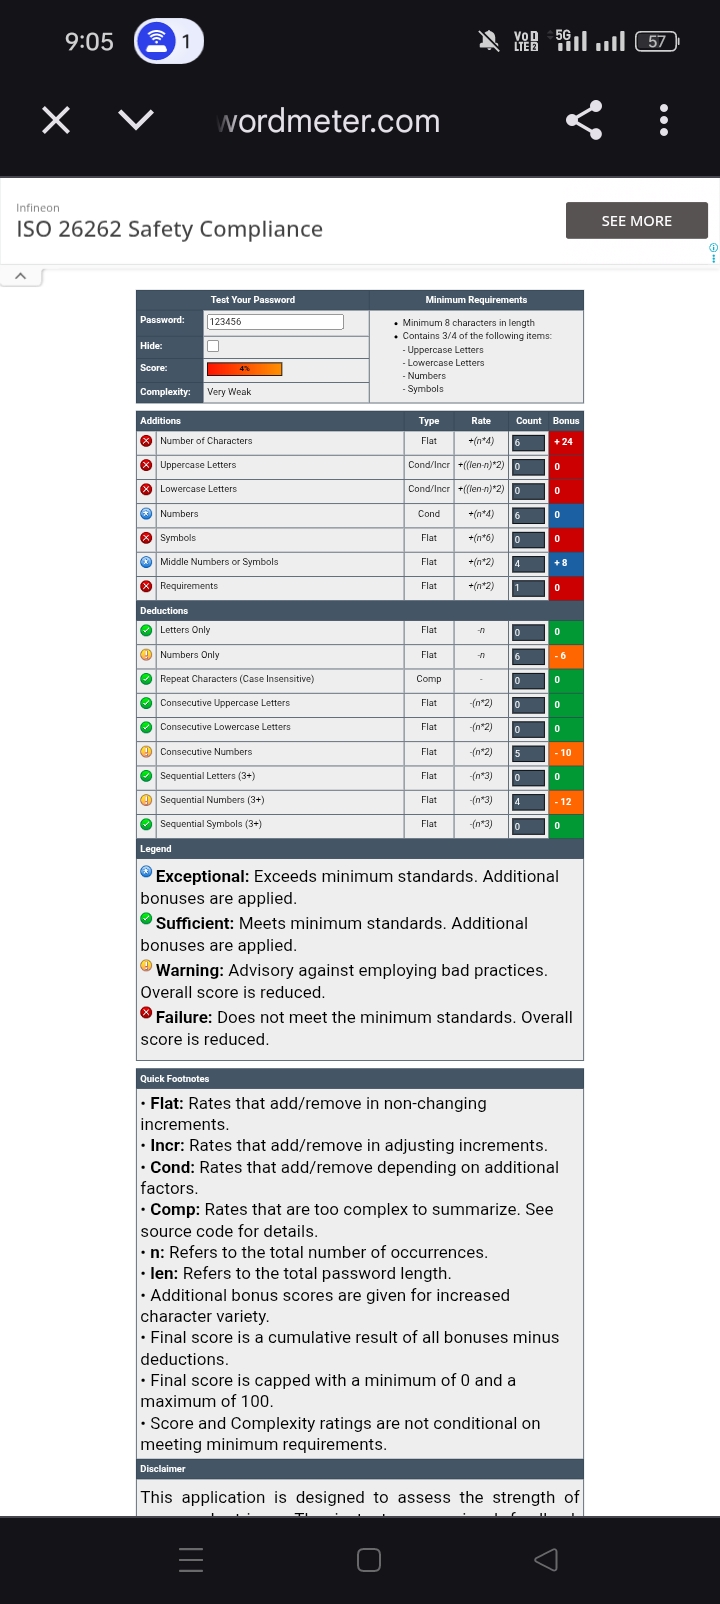 9:05
1
VoD LTE2
5G
57
wordmeter.com
Infineon
ISO 26262 Safety Compliance
SEE MORE
Test Your Password Minimum Requirements
Password: 123456
• Minimum 8 characters in length
• Contains 3/4 of the following items:
- Uppercase Letters
- Lowercase Letters
- Numbers
- Symbols
Hide:
Score: 4%
Complexity: Very Weak
Additions Type Rate Count Bonus
Number of Characters Flat +(n*4) 6 + 24
Uppercase Letters Cond/Incr +((len-n)*2) 0 0
Lowercase Letters Cond/Incr +((len-n)*2) 0 0
Numbers Cond +(n*4) 6 0
Symbols Flat +(n*6) 0 0
Middle Numbers or Symbols Flat +(n*2) 4 + 8
Requirements Flat +(n*2) 1 0
Deductions
Letters Only Flat -n 0 0
Numbers Only Flat -n 6 - 6
Repeat Characters (Case Insensitive) Comp - 0 0
Consecutive Uppercase Letters Flat -(n*2) 0 0
Consecutive Lowercase Letters Flat -(n*2) 0 0
Consecutive Numbers Flat -(n*2) 5 - 10
Sequential Letters (3+) Flat -(n*3) 0 0
Sequential Numbers (3+) Flat -(n*3) 4 - 12
Sequential Symbols (3+) Flat -(n*3) 0 0
Legend
Exceptional: Exceeds minimum standards. Additional
bonuses are applied.
Sufficient: Meets minimum standards. Additional
bonuses are applied.
Warning: Advisory against employing bad practices.
Overall score is reduced.
Failure: Does not meet the minimum standards. Overall
score is reduced.
Quick Footnotes
• Flat: Rates that add/remove in non-changing
increments.
• Incr: Rates that add/remove in adjusting increments.
• Cond: Rates that add/remove depending on additional
factors.
• Comp: Rates that are too complex to summarize. See
source code for details.
• n: Refers to the total number of occurrences.
• len: Refers to the total password length.
• Additional bonus scores are given for increased
character variety.
• Final score is a cumulative result of all bonuses minus
deductions.
• Final score is capped with a minimum of 0 and a
maximum of 100.
• Score and Complexity ratings are not conditional on
meeting minimum requirements.
Disclaimer
This application is designed to assess the strength of